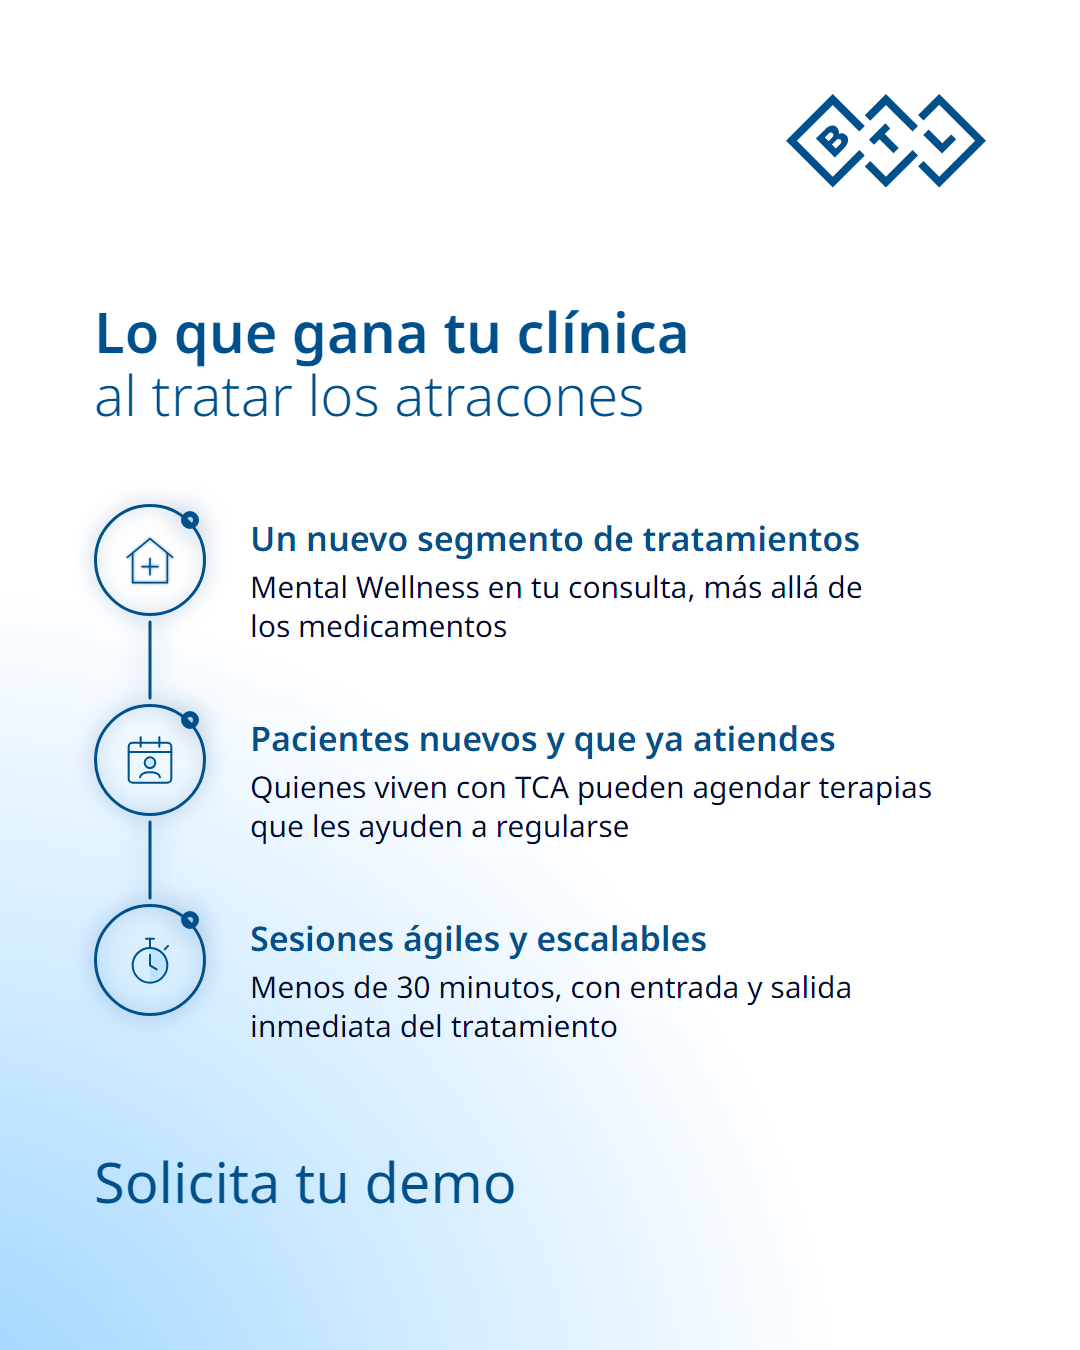 BTL
Lo que gana tu clínica
al tratar los atracones
Un nuevo segmento de tratamientos
Mental Wellness en tu consulta, más allá de
los medicamentos
Pacientes nuevos y que ya atiendes
Quienes viven con TCA pueden agendar terapias
que les ayuden a regularse
Sesiones ágiles y escalables
Menos de 30 minutos, con entrada y salida
inmediata del tratamiento
Solicita tu demo